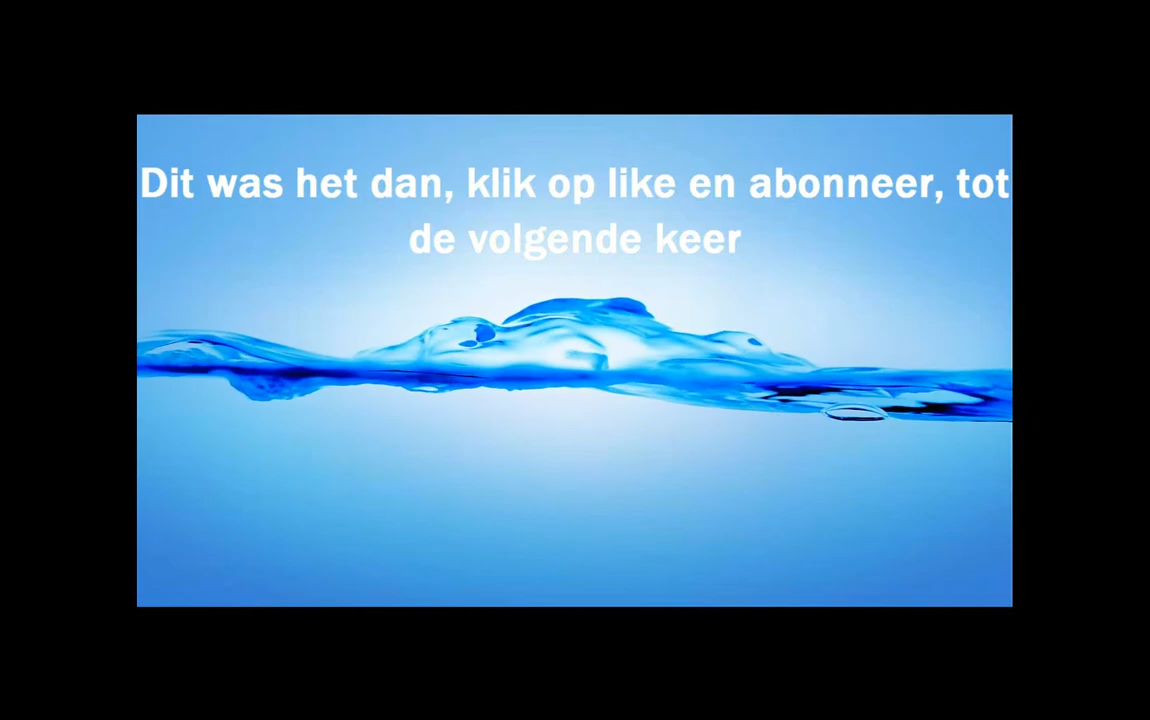 Dit was het dan, klik op like en abonneer, tot
de volgende keer